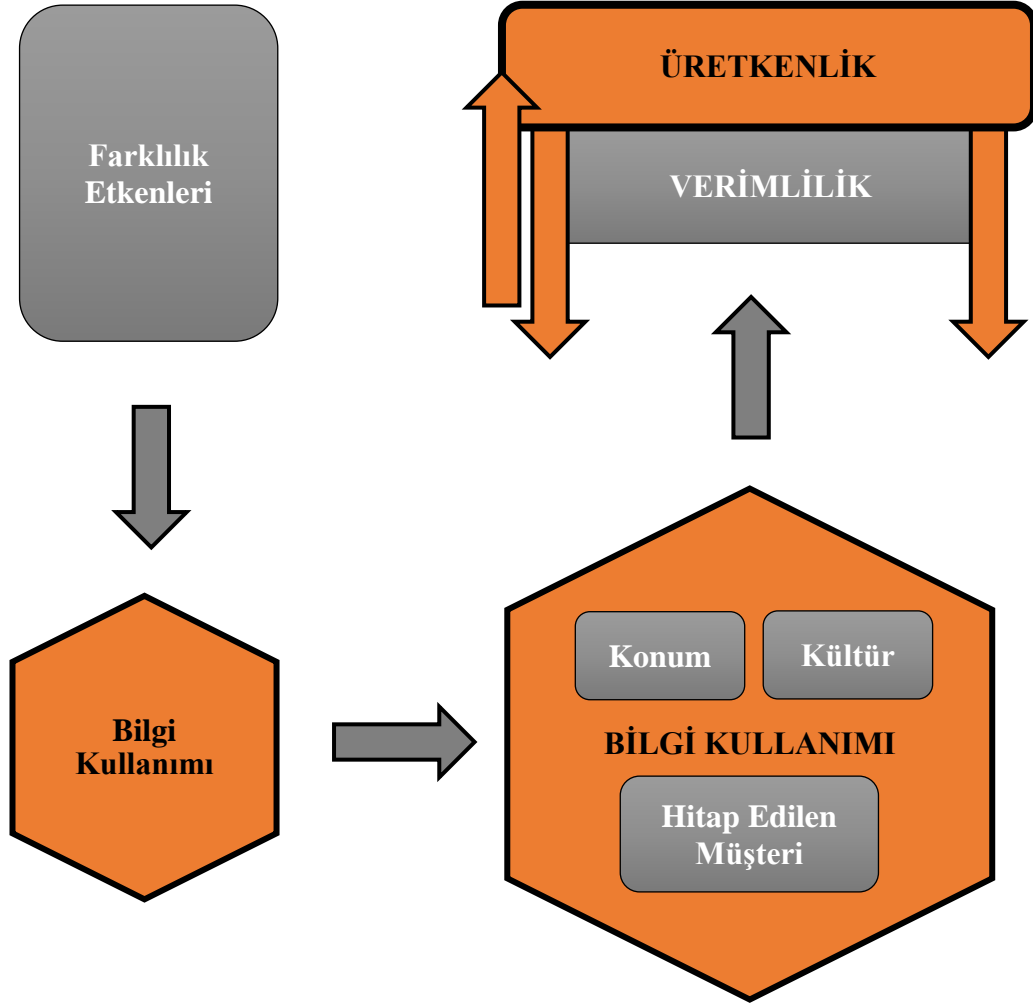 Farklılık
Etkenleri
ÜRETKENLİK
VERİMLİLİK
Bilgi
Kullanımı
Konum
Kültür
BİLGİ KULLANIMI
Hitap Edilen
Müşteri